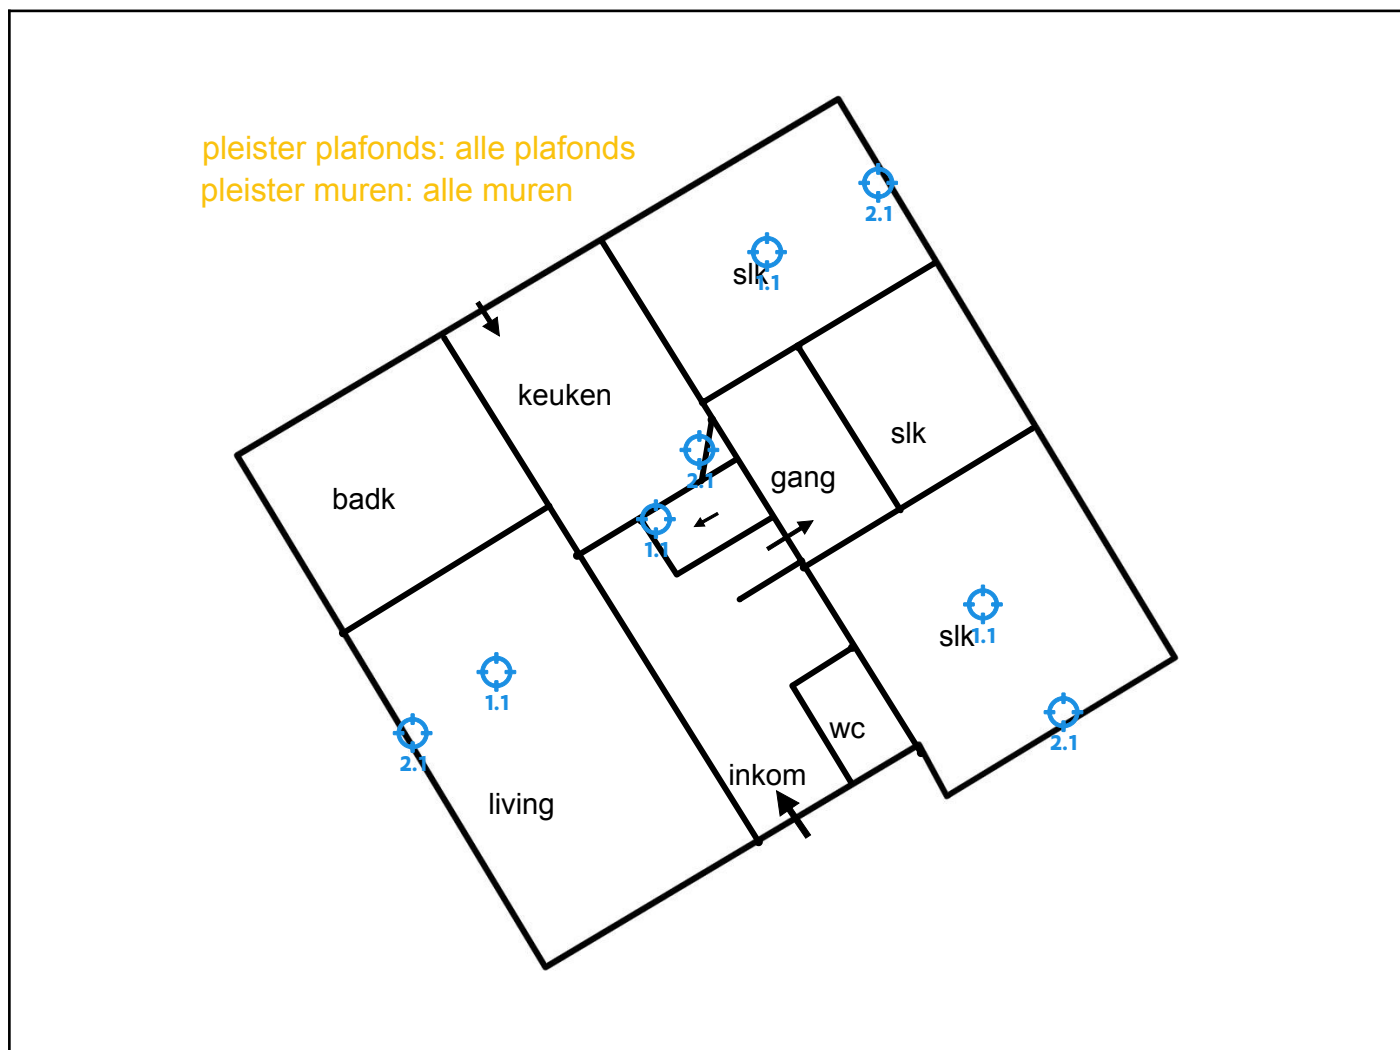 pleister plafonds: alle plafonds
pleister muren: alle muren
2.1
slk
1.1
keuken
slk
2.1
gang
badk
1.1
slk
1.1
1.1
2.1
wc
2.1
inkom
living